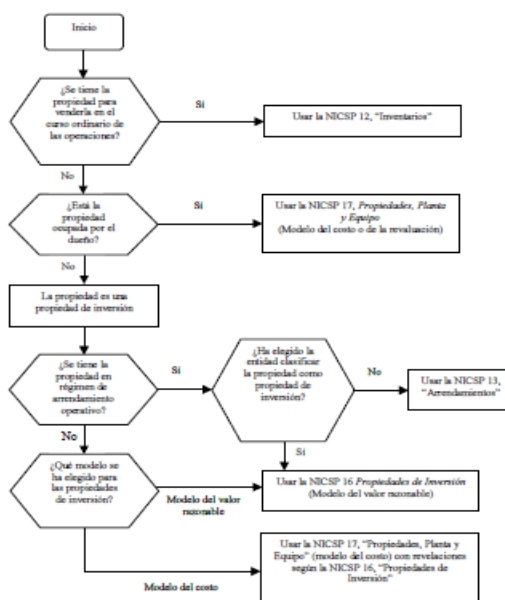 Inicio
¿Se tiene la
propiedad para
venderla en el
curso ordinario de
las operaciones?
Sí
Usar la NICSP 12, “Inventarios”
No
¿Está la
propiedad
ocupada por el
dueño?
Sí
Usar la NICSP 17, Propiedades, Planta
y Equipo
(Modelo del costo o de la revaluación)
No
La propiedad es una
propiedad de inversión
¿Se tiene la
propiedad en
régimen de
arrendamiento
operativo?
Sí
¿Ha elegido la
entidad clasificar
la propiedad como
propiedad de
inversión?
No
Usar la NICSP 13,
“Arrendamientos”
No
Sí
¿Qué modelo se
ha elegido para
las propiedades
de inversión?
Modelo del valor
razonable
Usar la NICSP 16 Propiedades de Inversión
(Modelo del valor razonable)
Modelo del costo
Usar la NICSP 17, “Propiedades, Planta y
Equipo” (modelo del costo) con revelaciones
según la NICSP 16, “Propiedades de
Inversión”